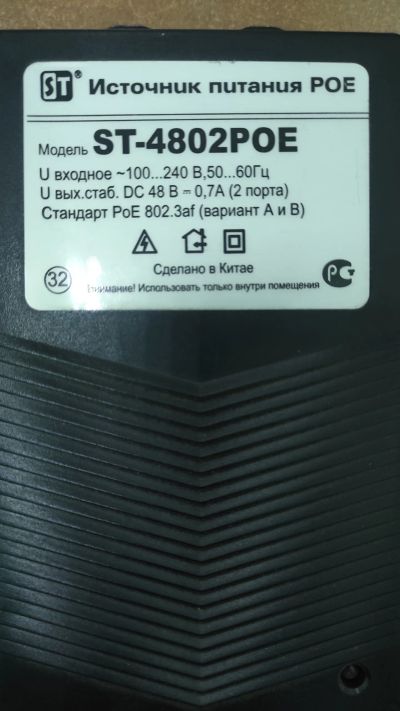 ST® Источник питания POE
Модель ST-4802POE
U входное ~100...240 В,50...60Гц
U вых.стаб. DC 48 В ⎓ 0,7А (2 порта)
Стандарт PoE 802.3af (вариант А и В)
Сделано в Китае
32
Внимание! Использовать только внутри помещения
РСТ